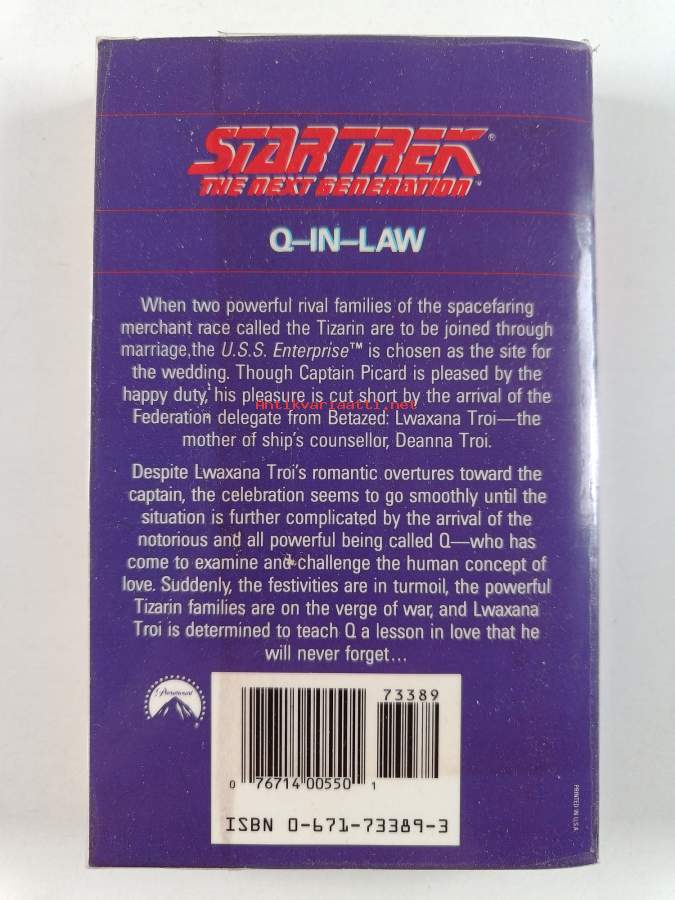 STAR TREK®
THE NEXT GENERATION™
Q-IN-LAW
When two powerful rival families of the spacefaring
merchant race called the Tizarin are to be joined through
marriage,the U.S.S. Enterprise™ is chosen as the site for
the wedding. Though Captain Picard is pleased by the
happy duty, his pleasure is cut short by the arrival of the
Antikvariaatti.net
Federation delegate from Betazed: Lwaxana Troi—the
mother of ship's counsellor, Deanna Troi.
Despite Lwaxana Troi's romantic overtures toward the
captain, the celebration seems to go smoothly until the
situation is further complicated by the arrival of the
notorious and all powerful being called Q—who has
come to examine and challenge the human concept of
love. Suddenly, the festivities are in turmoil, the powerful
Tizarin families are on the verge of war, and Lwaxana
Troi is determined to teach Q a lesson in love that he
will never forget...
Paramount
73389
0 76714 00550 1
ISBN 0-671-73389-3
PRINTED IN U.S.A.